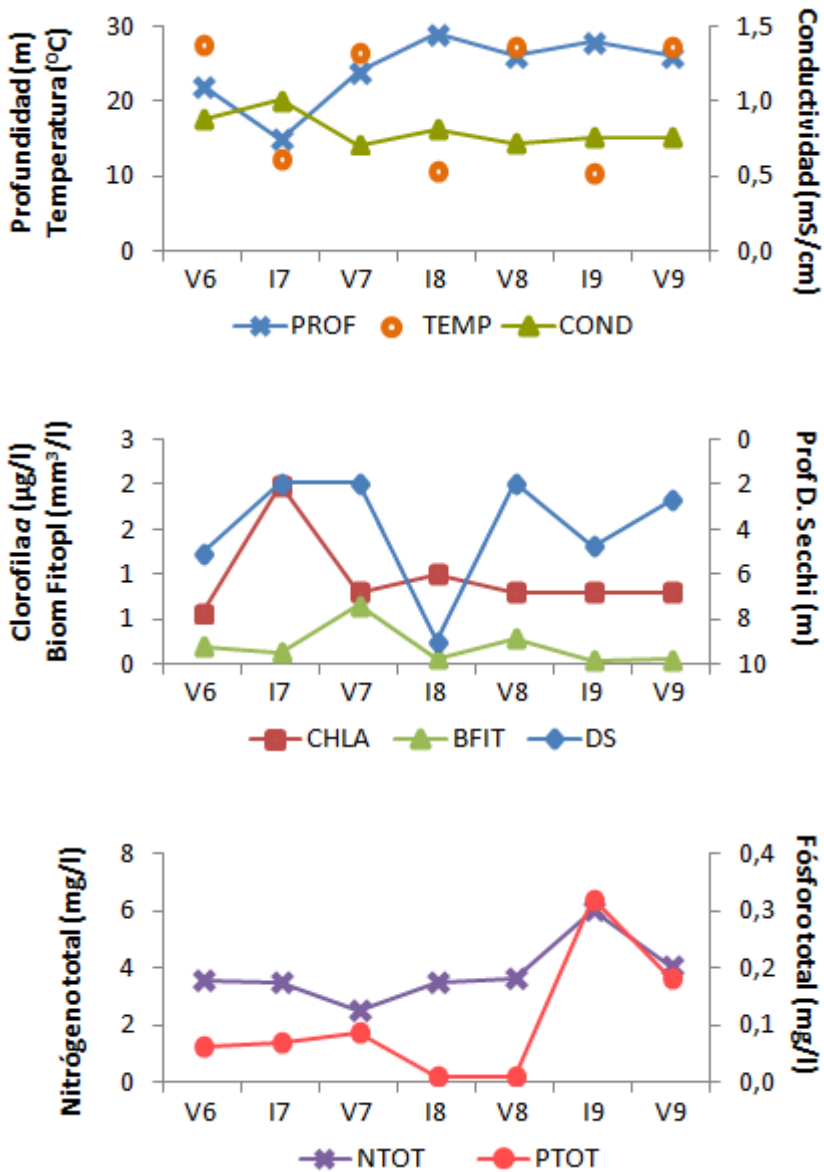 Profundidad (m)
Temperatura (ºC)
30
20
10
0
1,5
1,0
0,5
0,0
Conductividad (mS/cm)
V6 I7 V7 I8 V8 I9 V9
PROF TEMP COND
Clorofila a (µg/l)
Biom Fitopl (mm³/l)
3
2
2
1
1
0
0
2
4
6
8
10
Prof D. Secchi (m)
V6 I7 V7 I8 V8 I9 V9
CHLA BFIT DS
Nitrógeno total (mg/l)
8
6
4
2
0
0,4
0,3
0,2
0,1
0,0
Fósforo total (mg/l)
V6 I7 V7 I8 V8 I9 V9
NTOT PTOT